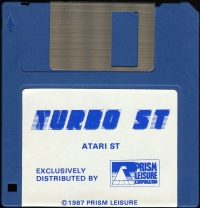 TURBO ST
ATARI ST
EXCLUSIVELY
DISTRIBUTED BY
PRISM
LEISURE
CORPORATION
©1987 PRISM LEISURE